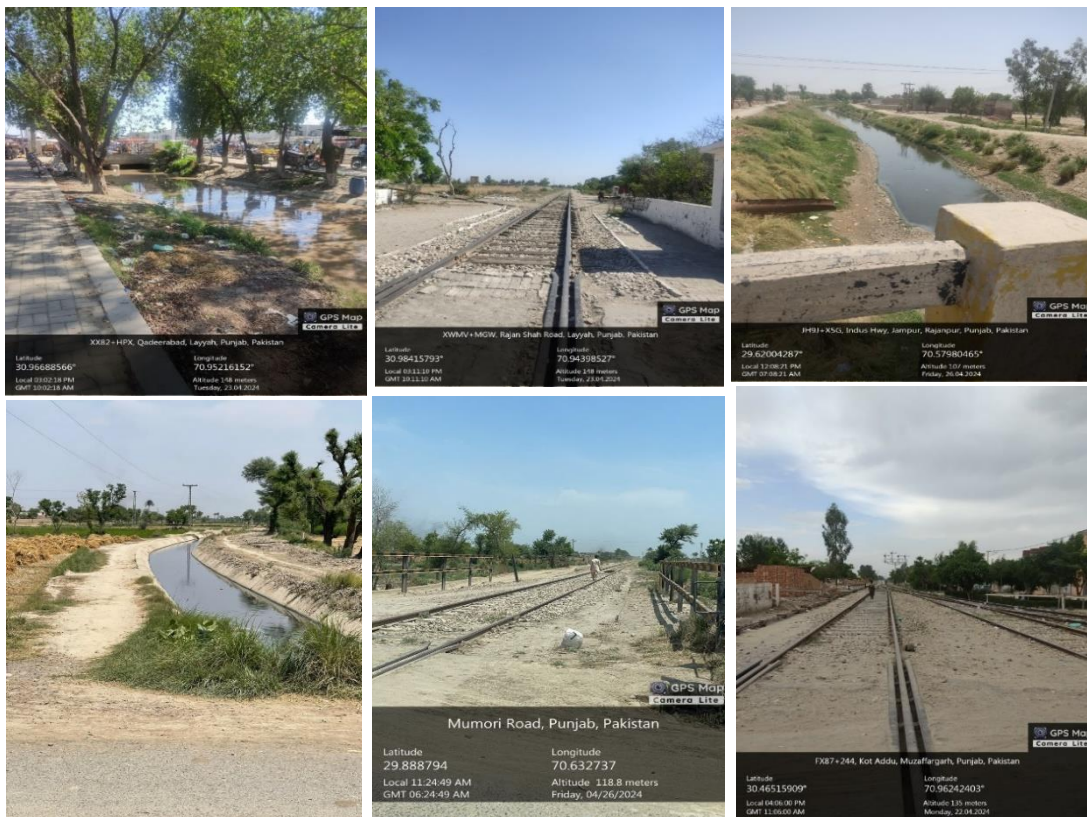 GPS Map
Camera Lite
XX82+HPX, Qadeerabad, Layyah, Punjab, Pakistan
Latitude
30.96688566°
Longitude
70.95216152°
Local 03:02:18 PM
GMT 10:02:18 AM
Altitude 148 meters
Tuesday, 23.04.2024
GPS Map
Camera Lite
XWMV+MGW, Rajan Shah Road, Layyah, Punjab, Pakistan
Latitude
30.98415793°
Longitude
70.94398527°
Local 03:11:10 PM
GMT 10:11:10 AM
Altitude 148 meters
Tuesday, 23.04.2024
GPS Map
Camera Lite
JH9J+X5G, Indus Hwy, Jampur, Rajanpur, Punjab, Pakistan
Latitude
29.62004287°
Longitude
70.57980465°
Local 12:08:21 PM
GMT 07:08:21 AM
Altitude 107 meters
Friday, 26.04.2024
GPS Map
Camera Lite
Mumori Road, Punjab, Pakistan
Latitude
29.888794
Longitude
70.632737
Local 11:24:49 AM
GMT 06:24:49 AM
Altitude 118.8 meters
Friday, 04/26/2024
GPS Map
Camera Lite
FX87+244, Kot Addu, Muzaffargarh, Punjab, Pakistan
Latitude
30.46515909°
Longitude
70.96242403°
Local 04:06:00 PM
GMT 11:06:00 AM
Altitude 135 meters
Monday, 22.04.2024